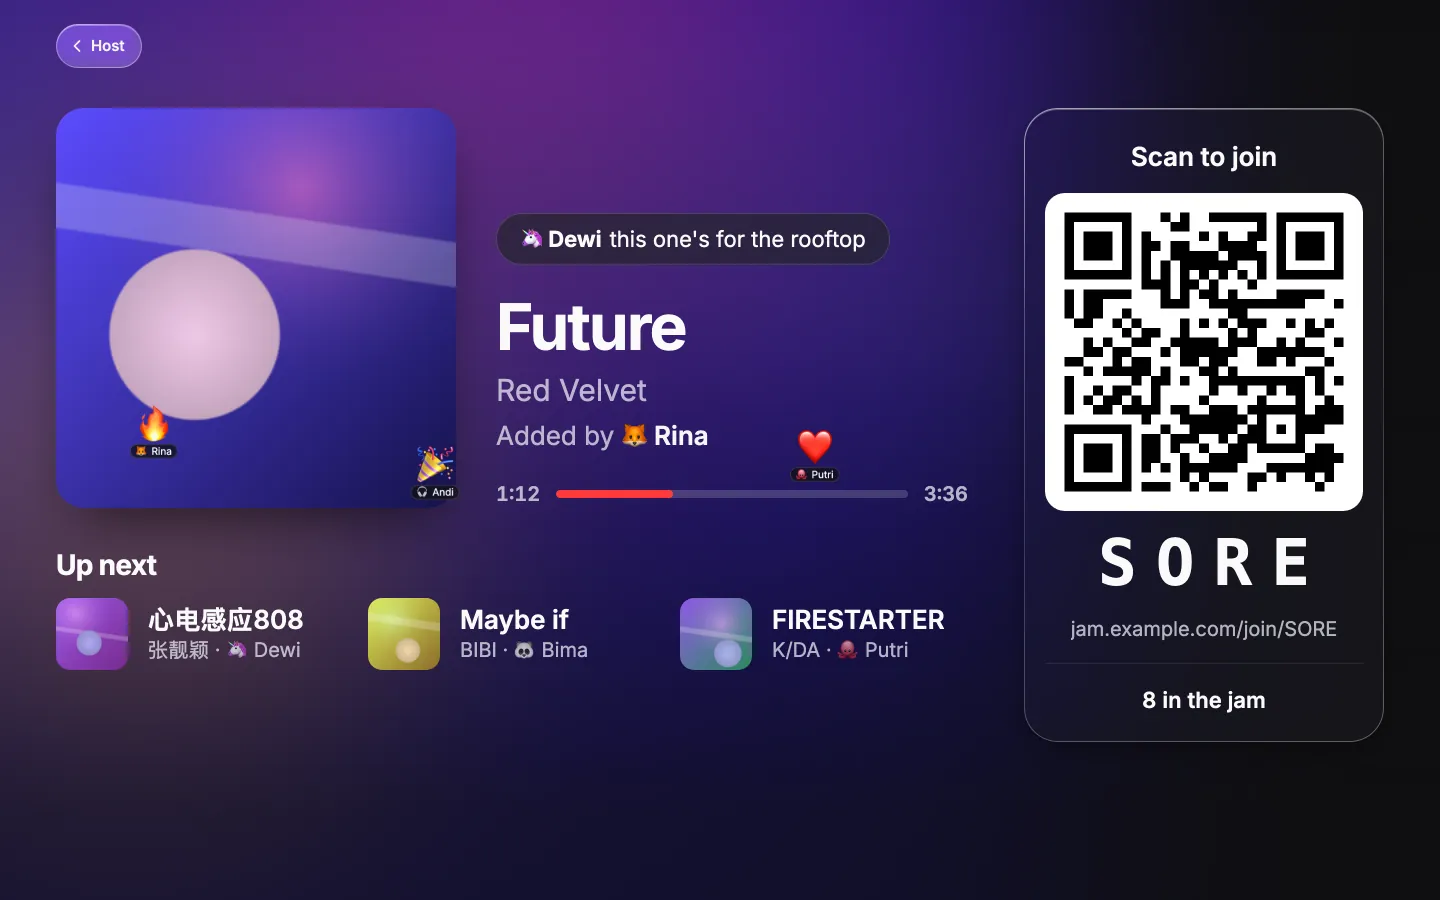 Host
🦄 Dewi this one's for the rooftop
Future
Red Velvet
Added by 🦊 Rina
🦊 Rina
🎧 Andi
🐙 Putri
1:12
3:36
Up next
心电感应808
张靓颖 · 🦄 Dewi
Maybe if
BIBI · 🐼 Bima
FIRESTARTER
K/DA · 🐙 Putri
Scan to join
SORE
jam.example.com/join/SORE
8 in the jam